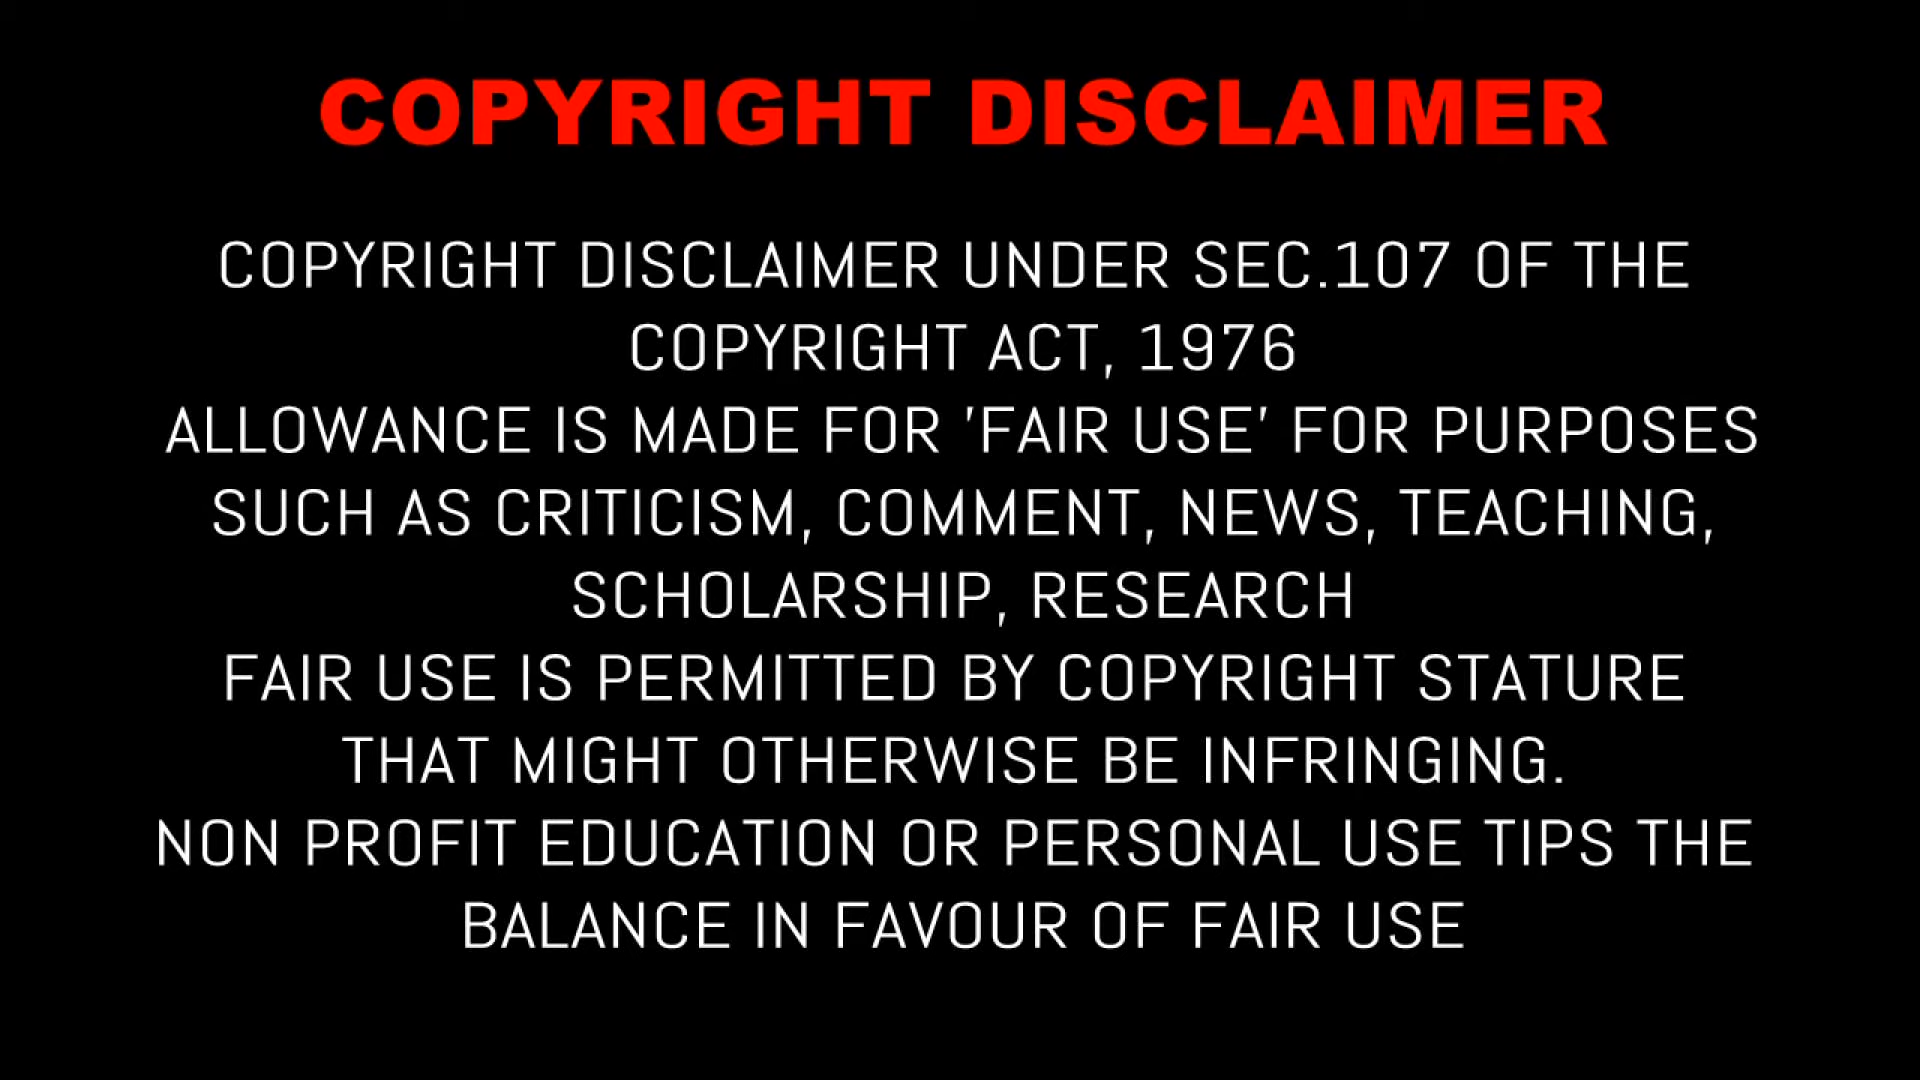 COPYRIGHT DISCLAIMER
COPYRIGHT DISCLAIMER UNDER SEC.107 OF THE
COPYRIGHT ACT, 1976
ALLOWANCE IS MADE FOR 'FAIR USE' FOR PURPOSES
SUCH AS CRITICISM, COMMENT, NEWS, TEACHING,
SCHOLARSHIP, RESEARCH
FAIR USE IS PERMITTED BY COPYRIGHT STATURE
THAT MIGHT OTHERWISE BE INFRINGING.
NON PROFIT EDUCATION OR PERSONAL USE TIPS THE
BALANCE IN FAVOUR OF FAIR USE